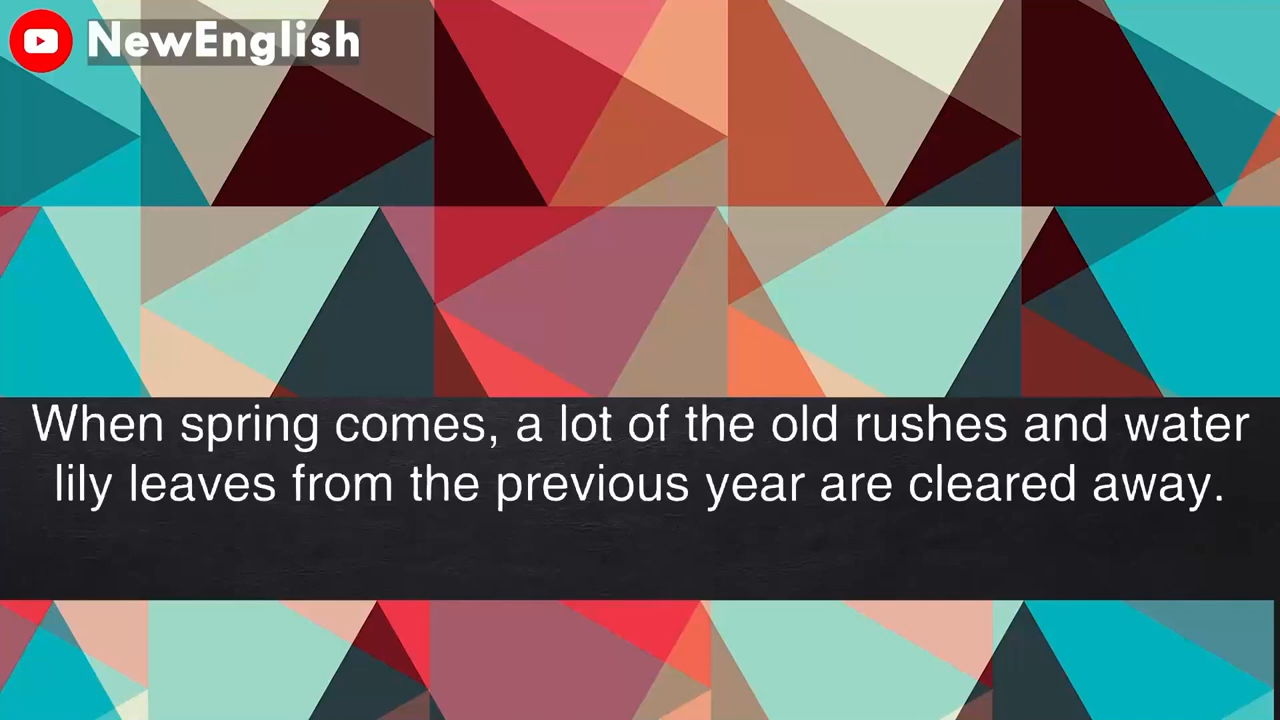 NewEnglish
When spring comes, a lot of the old rushes and water
lily leaves from the previous year are cleared away.